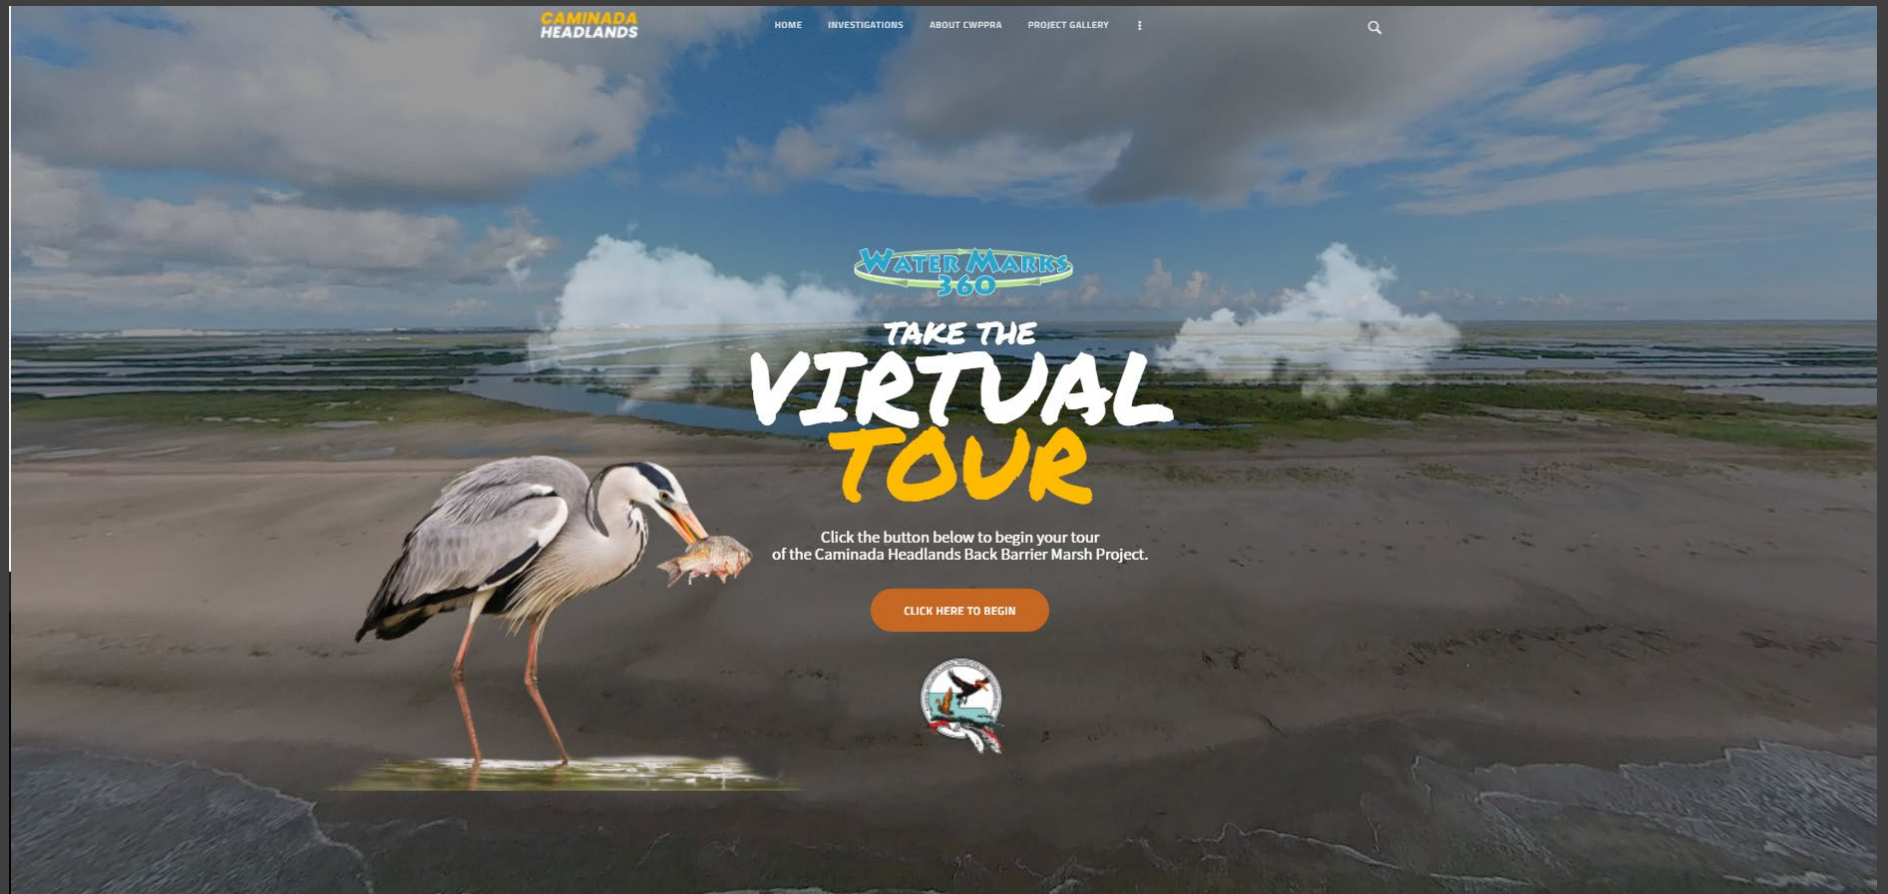 CAMINADA
HEADLANDS
HOME INVESTIGATIONS ABOUT CWPPRA PROJECT GALLERY
WATER MARKS
360
TAKE THE
VIRTUAL
TOUR
Click the button below to begin your tour
of the Caminada Headlands Back Barrier Marsh Project.
CLICK HERE TO BEGIN